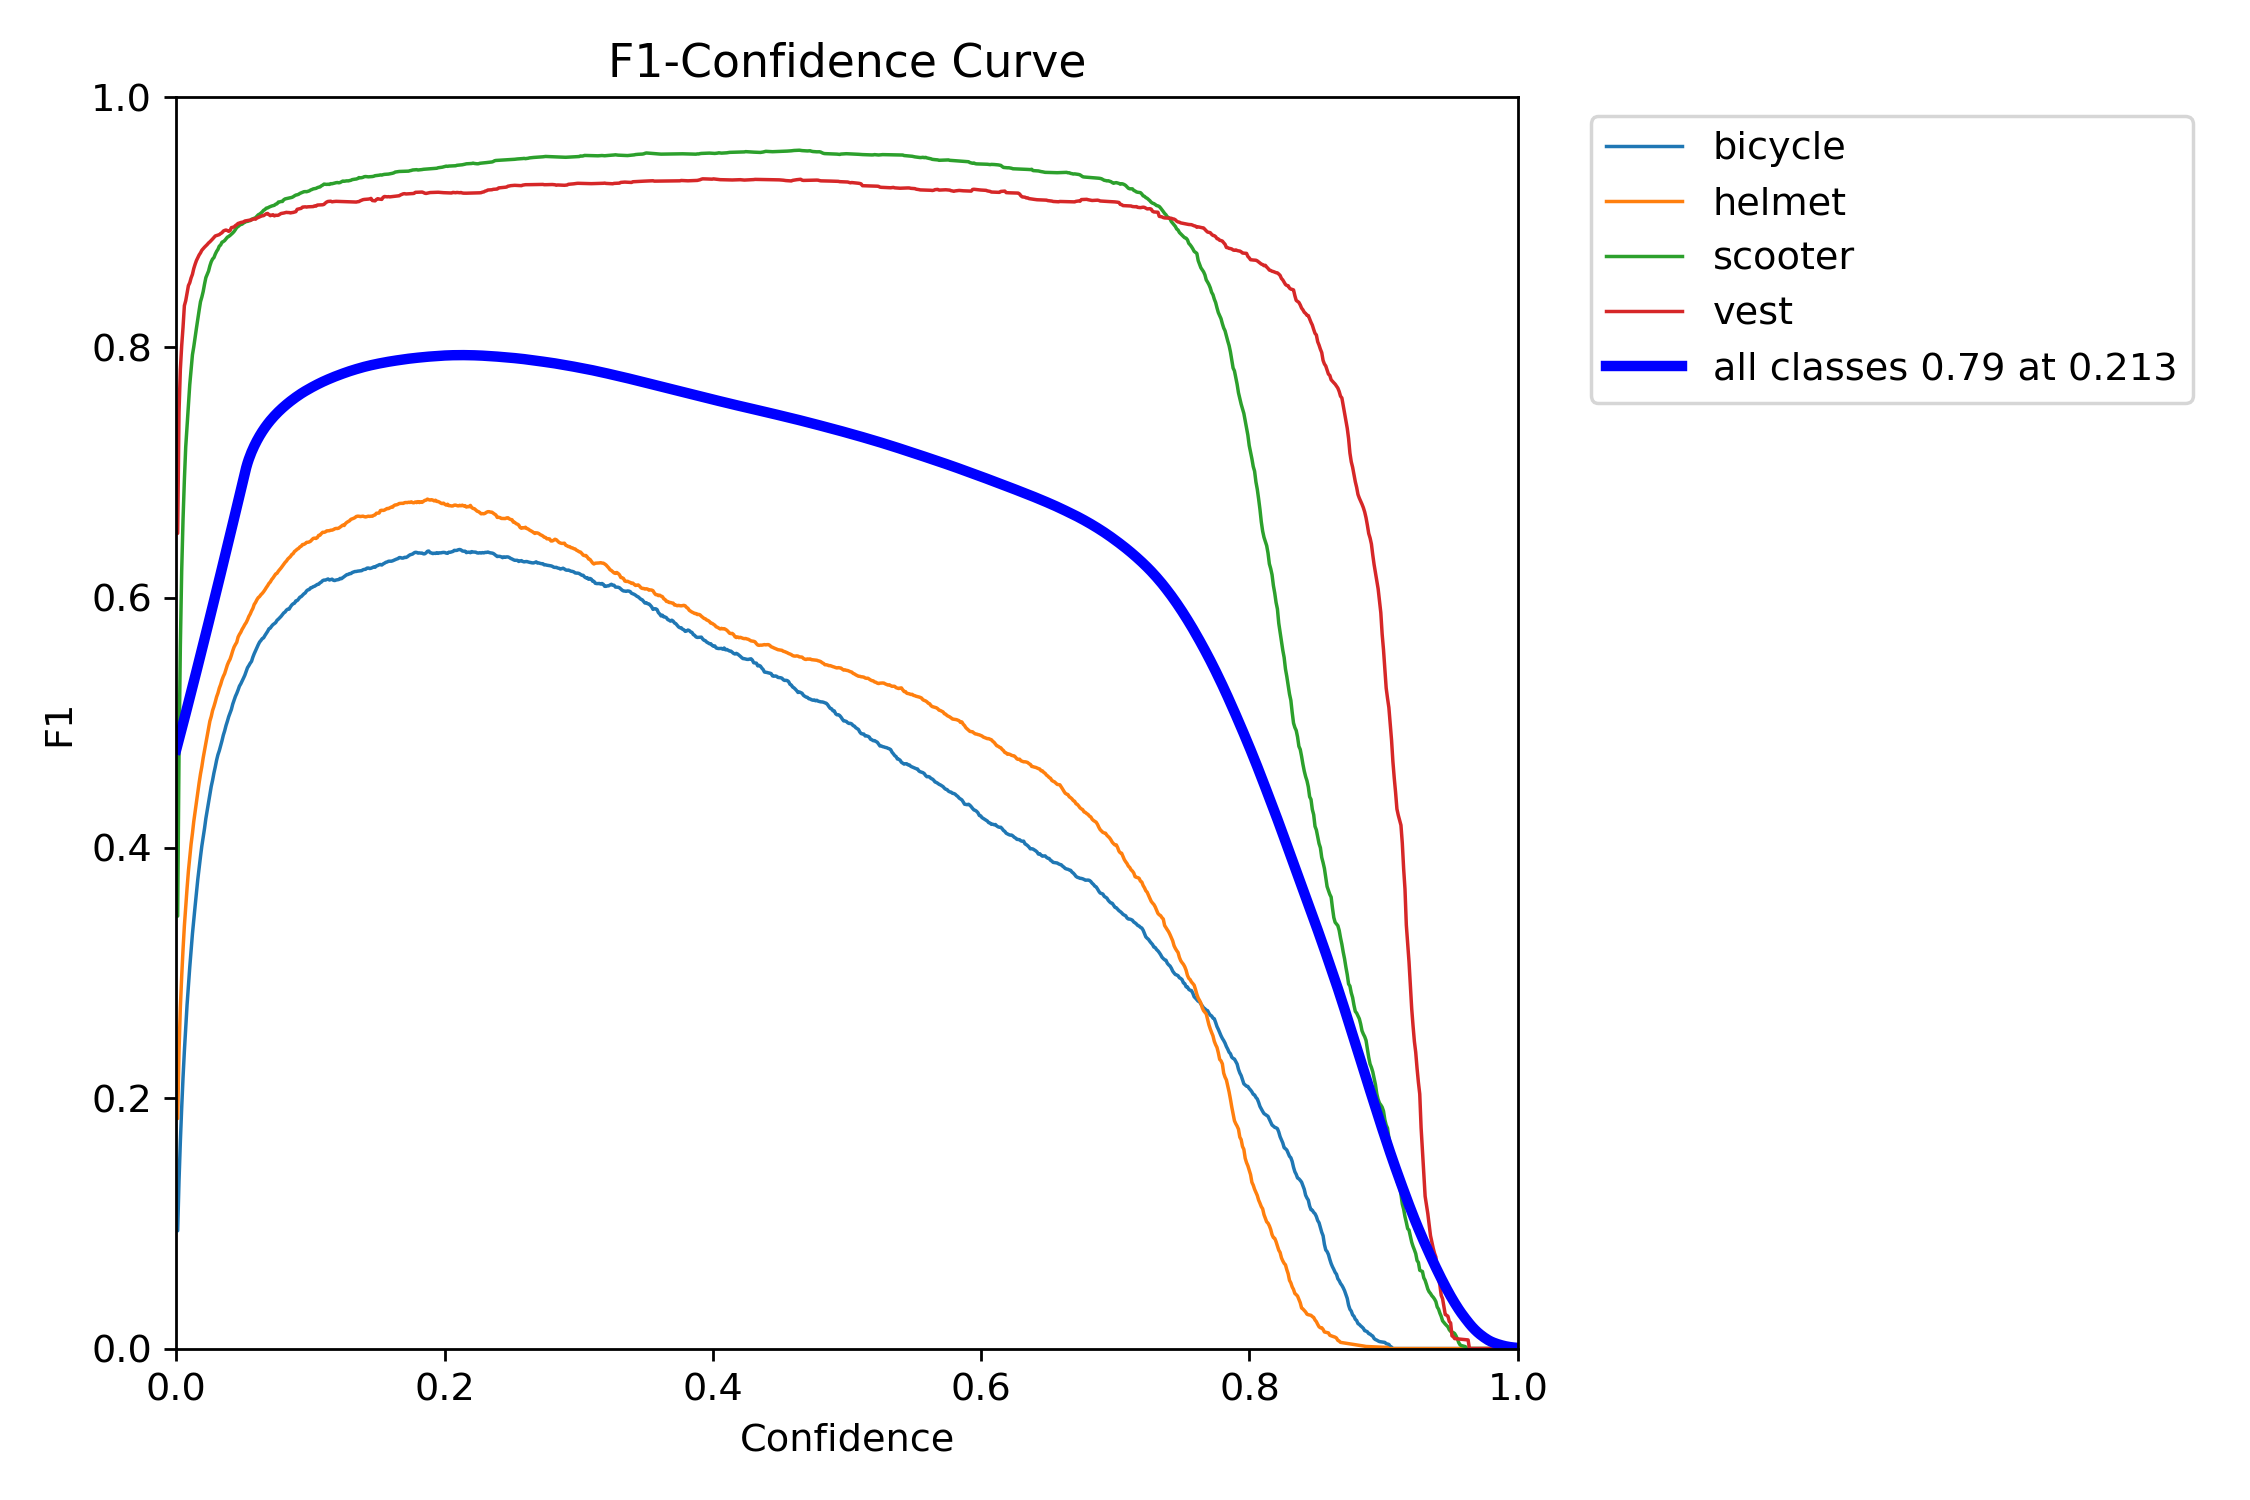 F1-Confidence Curve
1.0
0.8
0.6
0.4
0.2
0.0
F1
0.0 0.2 0.4 0.6 0.8 1.0
Confidence
bicycle
helmet
scooter
vest
all classes 0.79 at 0.213